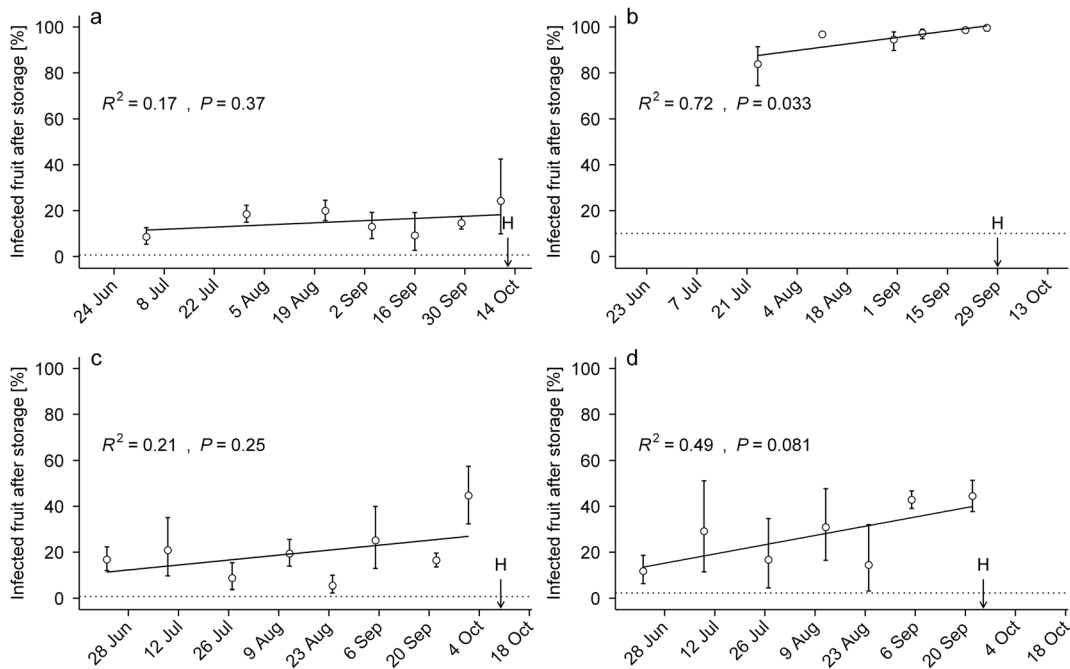 a
Infected fruit after storage [%]
100
80
60
40
20
0
R² = 0.17 , P = 0.37
H
24 Jun
8 Jul
22 Jul
5 Aug
19 Aug
2 Sep
16 Sep
30 Sep
14 Oct
b
Infected fruit after storage [%]
100
80
60
40
20
0
R² = 0.72 , P = 0.033
H
23 Jun
7 Jul
21 Jul
4 Aug
18 Aug
1 Sep
15 Sep
29 Sep
13 Oct
c
Infected fruit after storage [%]
100
80
60
40
20
0
R² = 0.21 , P = 0.25
H
28 Jun
12 Jul
26 Jul
9 Aug
23 Aug
6 Sep
20 Sep
4 Oct
18 Oct
d
Infected fruit after storage [%]
100
80
60
40
20
0
R² = 0.49 , P = 0.081
H
28 Jun
12 Jul
26 Jul
9 Aug
23 Aug
6 Sep
20 Sep
4 Oct
18 Oct